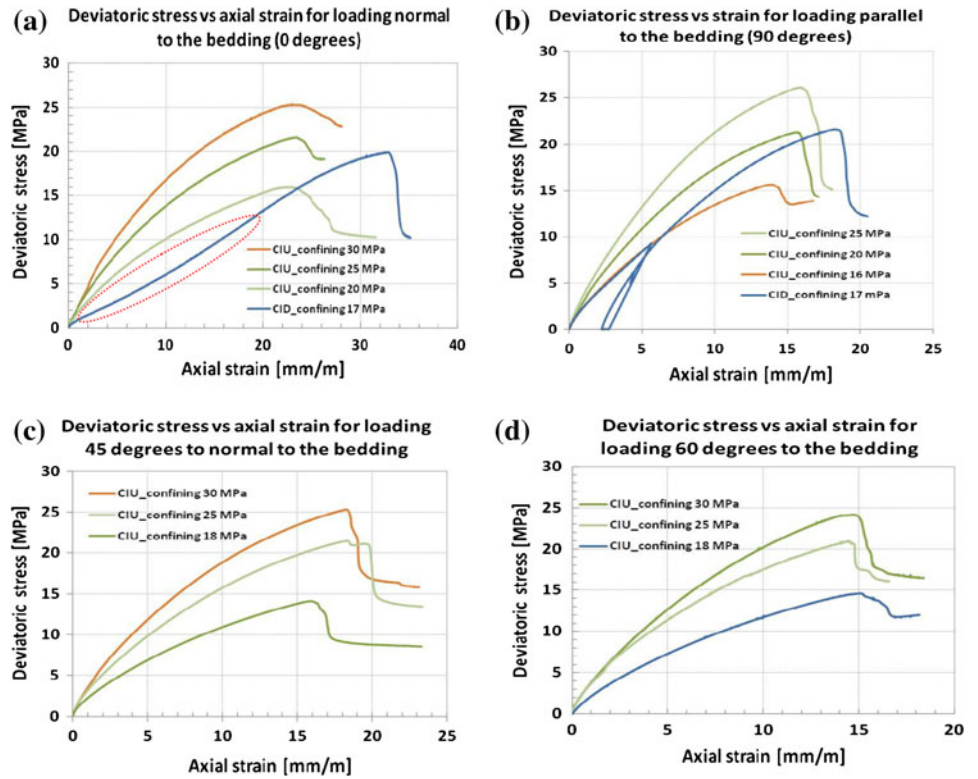 (a) Deviatoric stress vs axial strain for loading normal
to the bedding (0 degrees)
Deviatoric stress [MPa]
30
25
20
15
10
5
0
CIU_confining 30 MPa
CIU_confining 25 MPa
CIU_confining 20 MPa
CID_confining 17 MPa
0 10 20 30 40
Axial strain [mm/m]
(b) Deviatoric stress vs strain for loading parallel
to the bedding (90 degrees)
Deviatoric stress [MPa]
30
25
20
15
10
5
0
CIU_confining 25 MPa
CIU_confining 20 MPa
CIU_confining 16 MPa
CID_confining 17 mPa
0 5 10 15 20 25
Axial strain [mm/m]
(c) Deviatoric stress vs axial strain for loading
45 degrees to normal to the bedding
Deviatoric stress [MPa]
30
25
20
15
10
5
0
CIU_confining 30 MPa
CIU_confining 25 MPa
CIU_confining 18 MPa
0 5 10 15 20 25
Axial strain [mm/m]
(d) Deviatoric stress vs axial strain for
loading 60 degrees to the bedding
Deviatoric stress [MPa]
30
25
20
15
10
5
0
CIU_confining 30 MPa
CIU_confining 25 MPa
CIU_confining 18 MPa
0 5 10 15 20
Axial strain [mm/m]